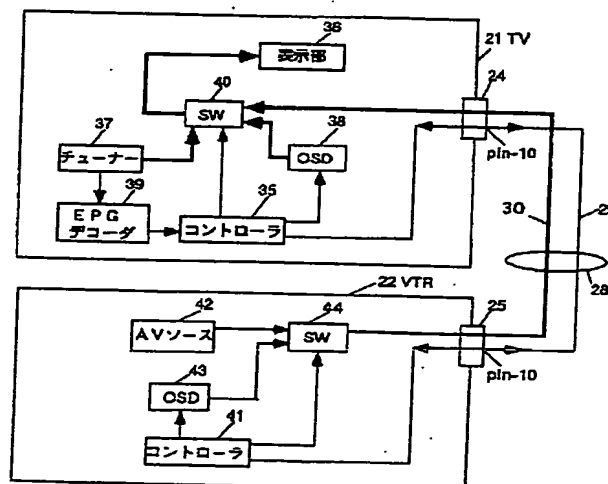 36
表示部
21 TV
24
40
SW
37
チューナー
38
OSD
pin-10
39
EPG
デコーダ
35
コントローラ
30
28
22 VTR
42
AVソース
44
SW
25
43
OSD
pin-10
41
コントローラ